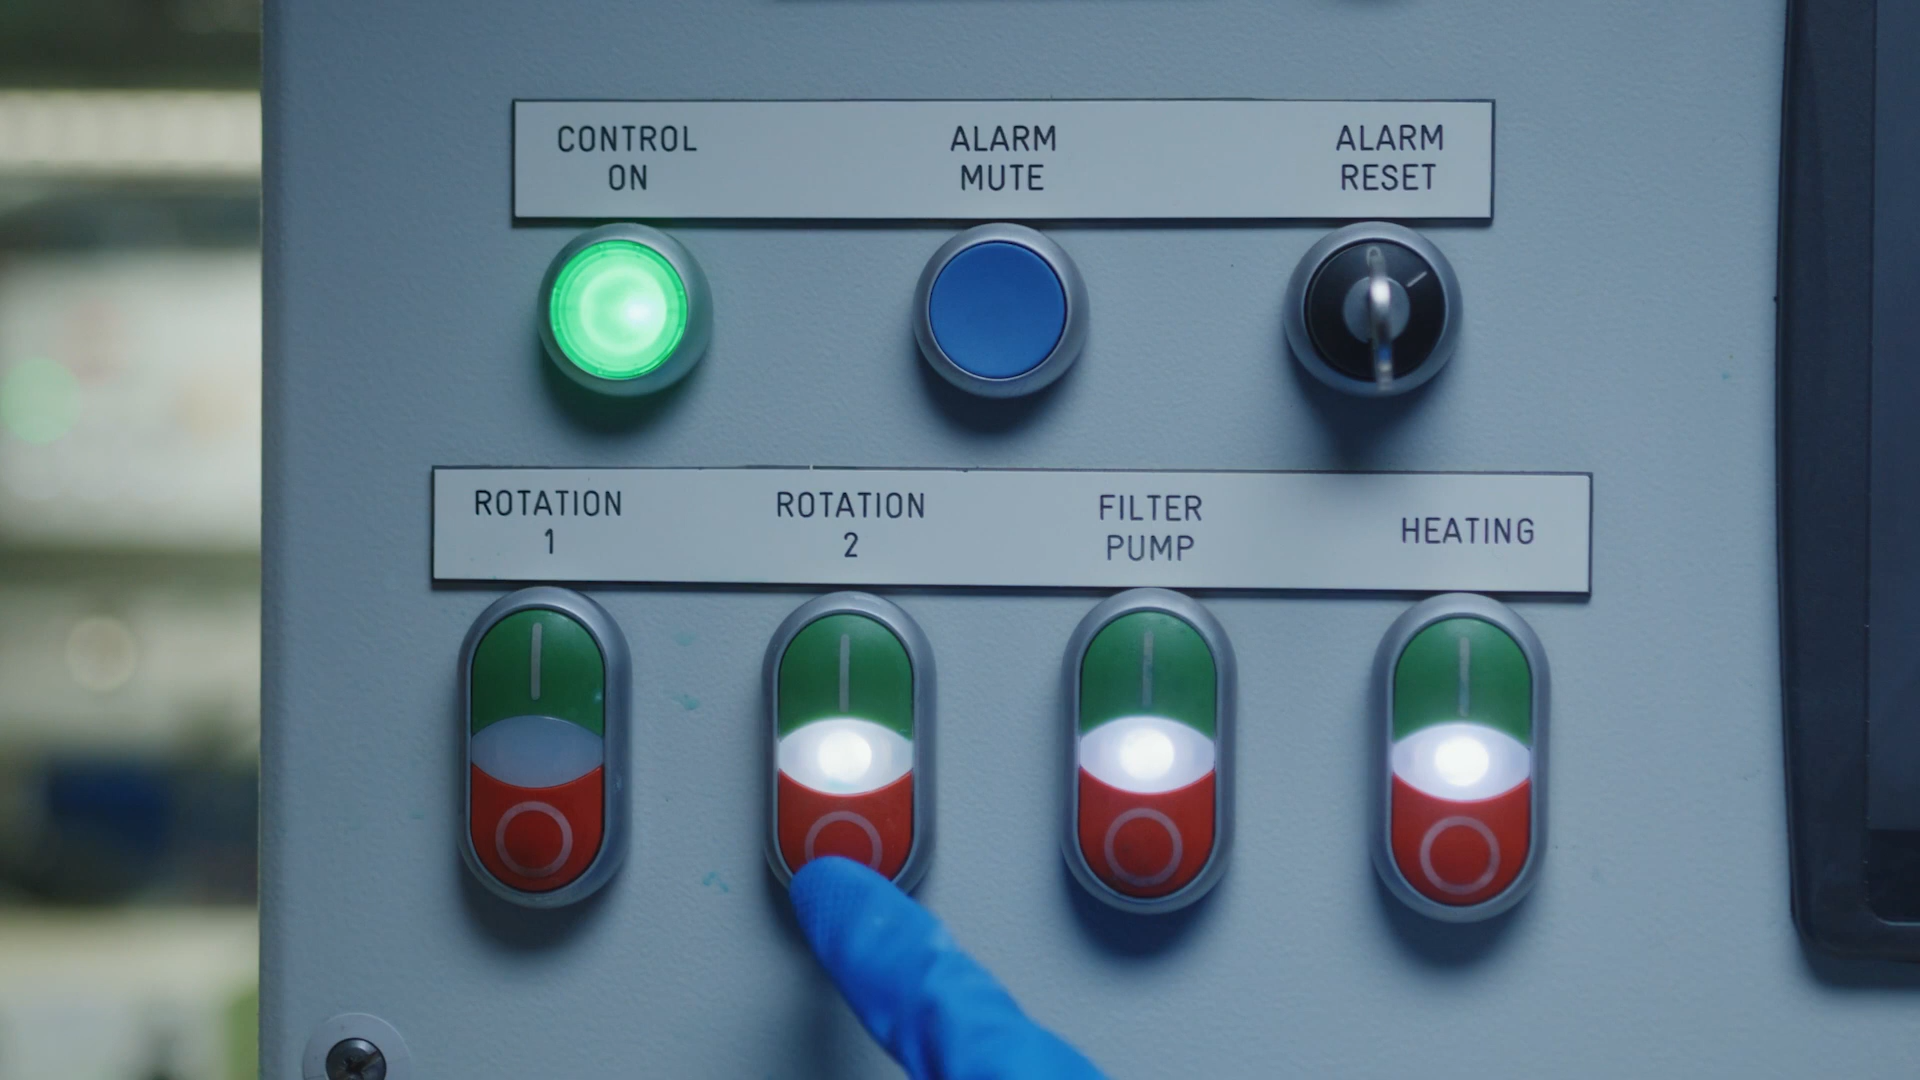 CONTROL ON
ALARM MUTE
ALARM RESET
ROTATION 1
ROTATION 2
FILTER PUMP
HEATING